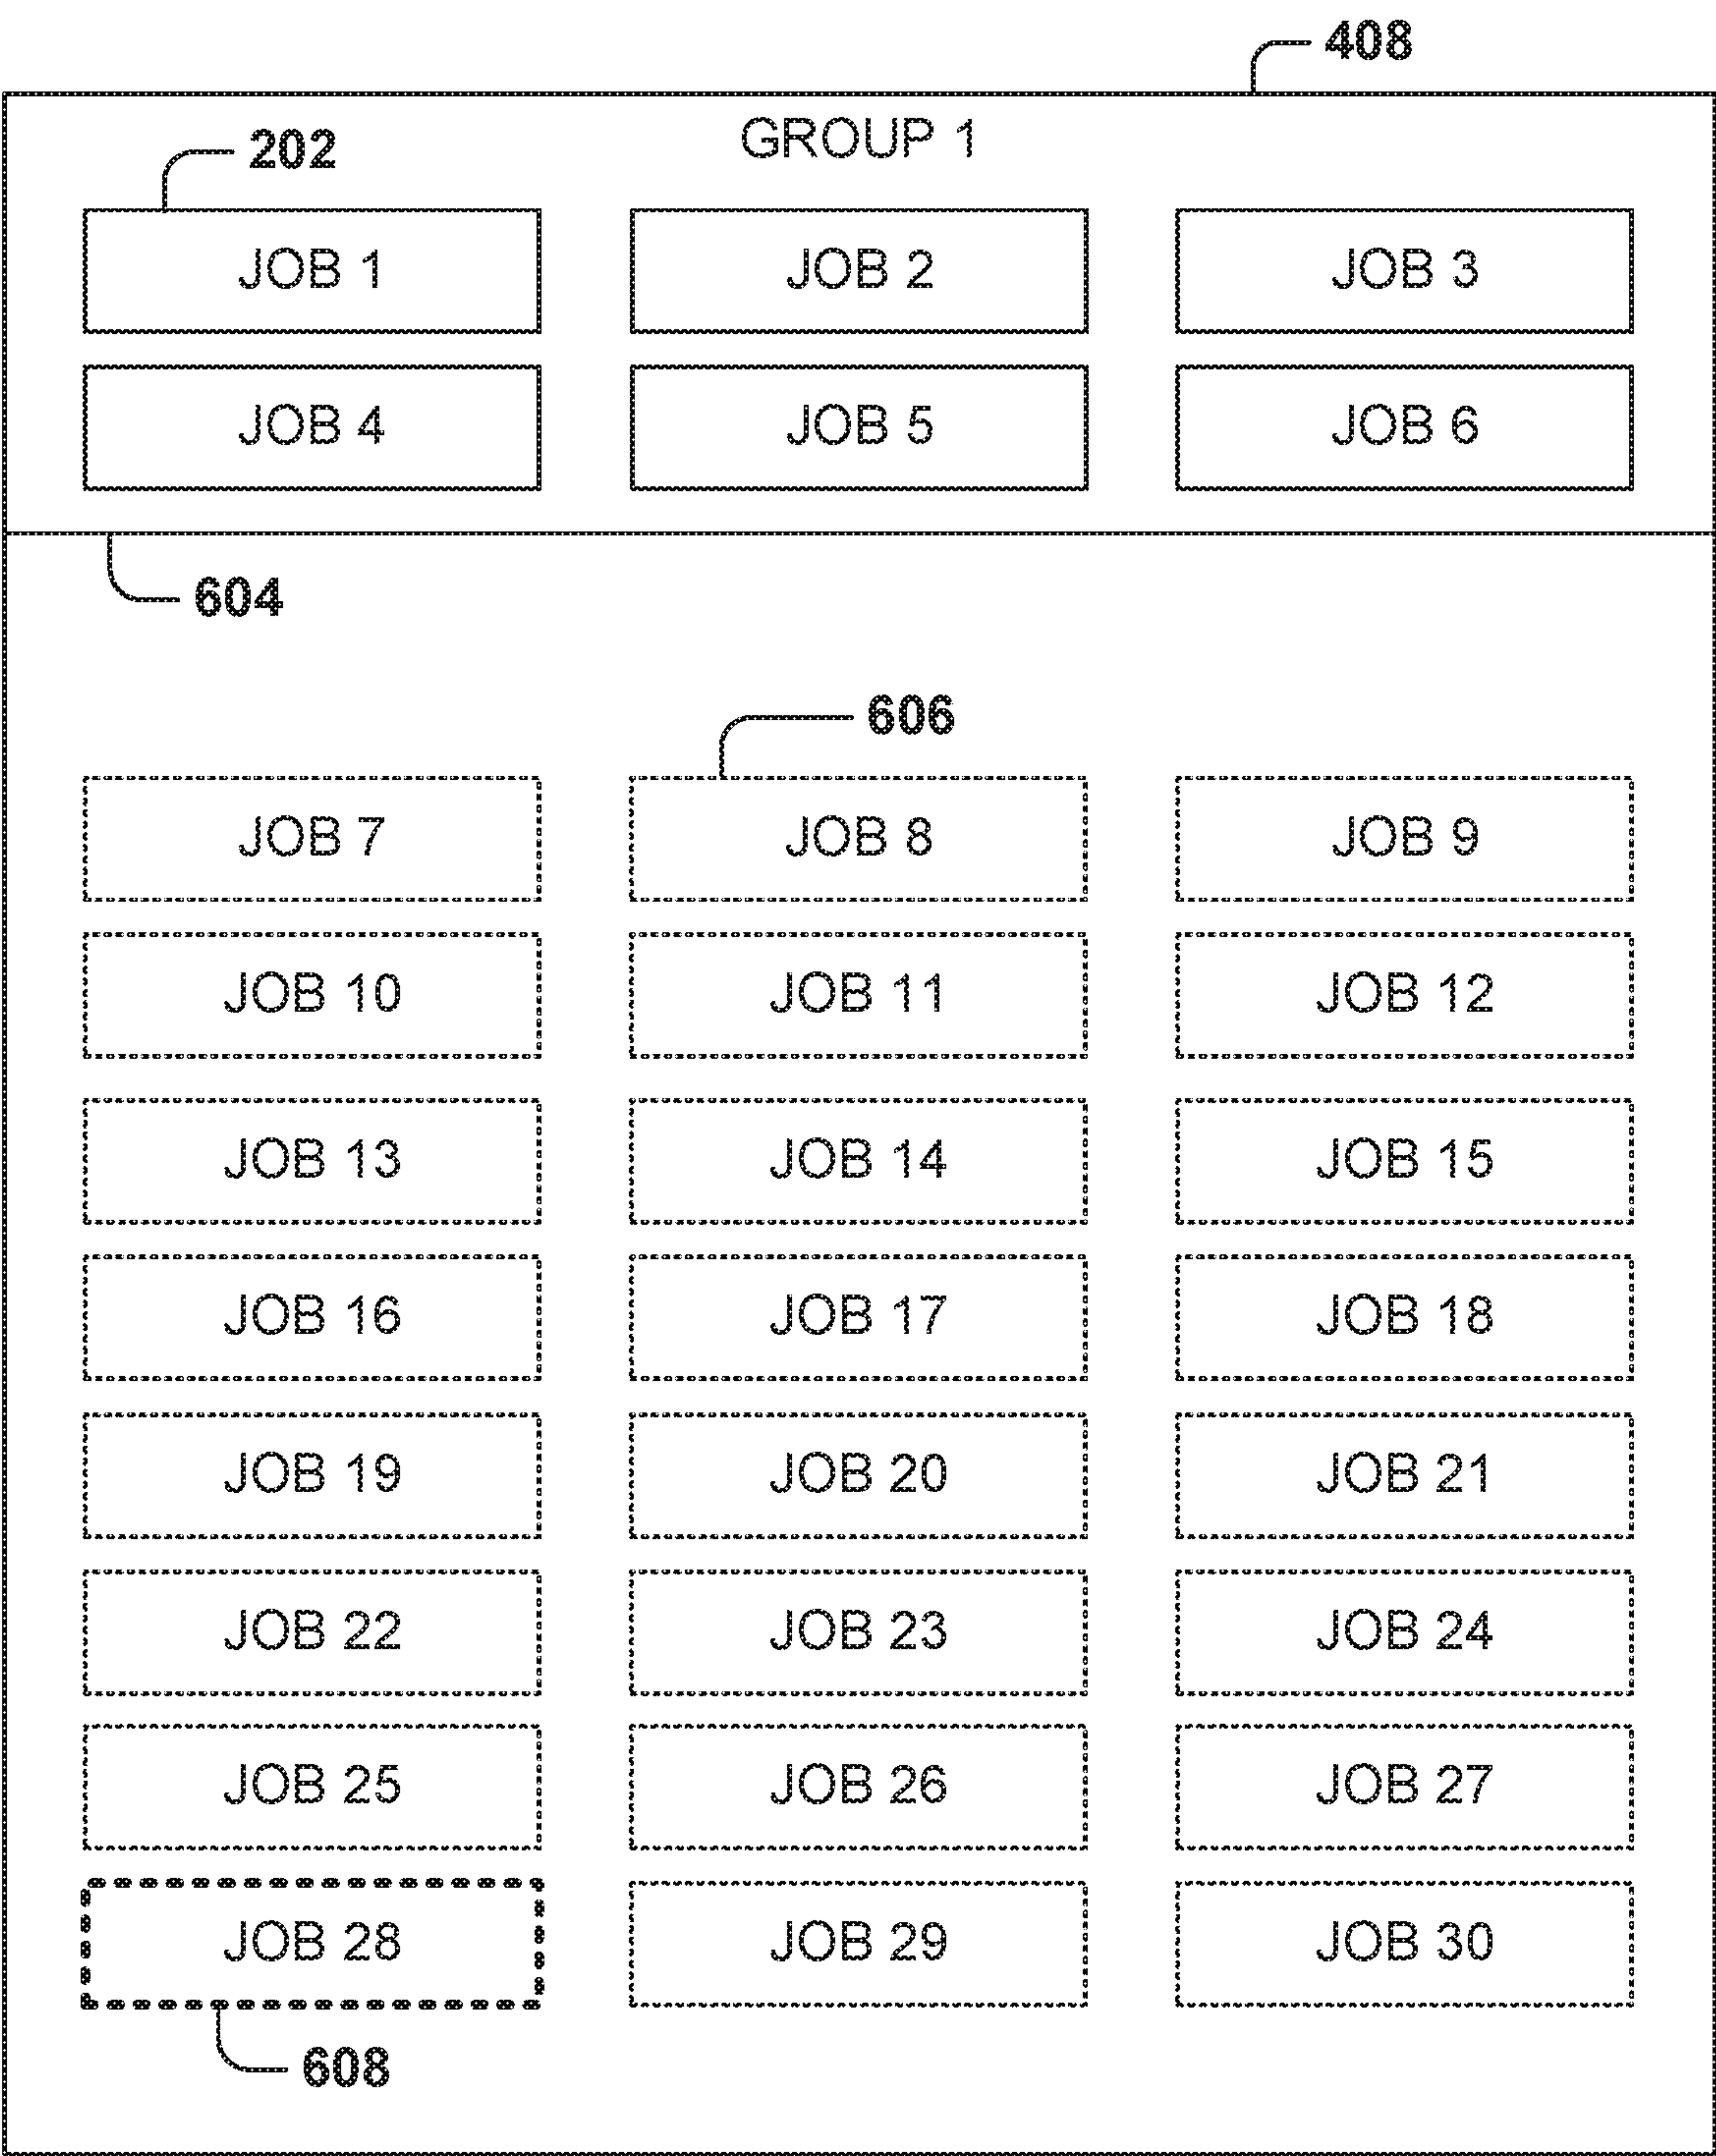 408
202
GROUP 1
JOB 1 JOB 2 JOB 3
JOB 4 JOB 5 JOB 6
604
606
JOB 7 JOB 8 JOB 9
JOB 10 JOB 11 JOB 12
JOB 13 JOB 14 JOB 15
JOB 16 JOB 17 JOB 18
JOB 19 JOB 20 JOB 21
JOB 22 JOB 23 JOB 24
JOB 25 JOB 26 JOB 27
JOB 28 JOB 29 JOB 30
608